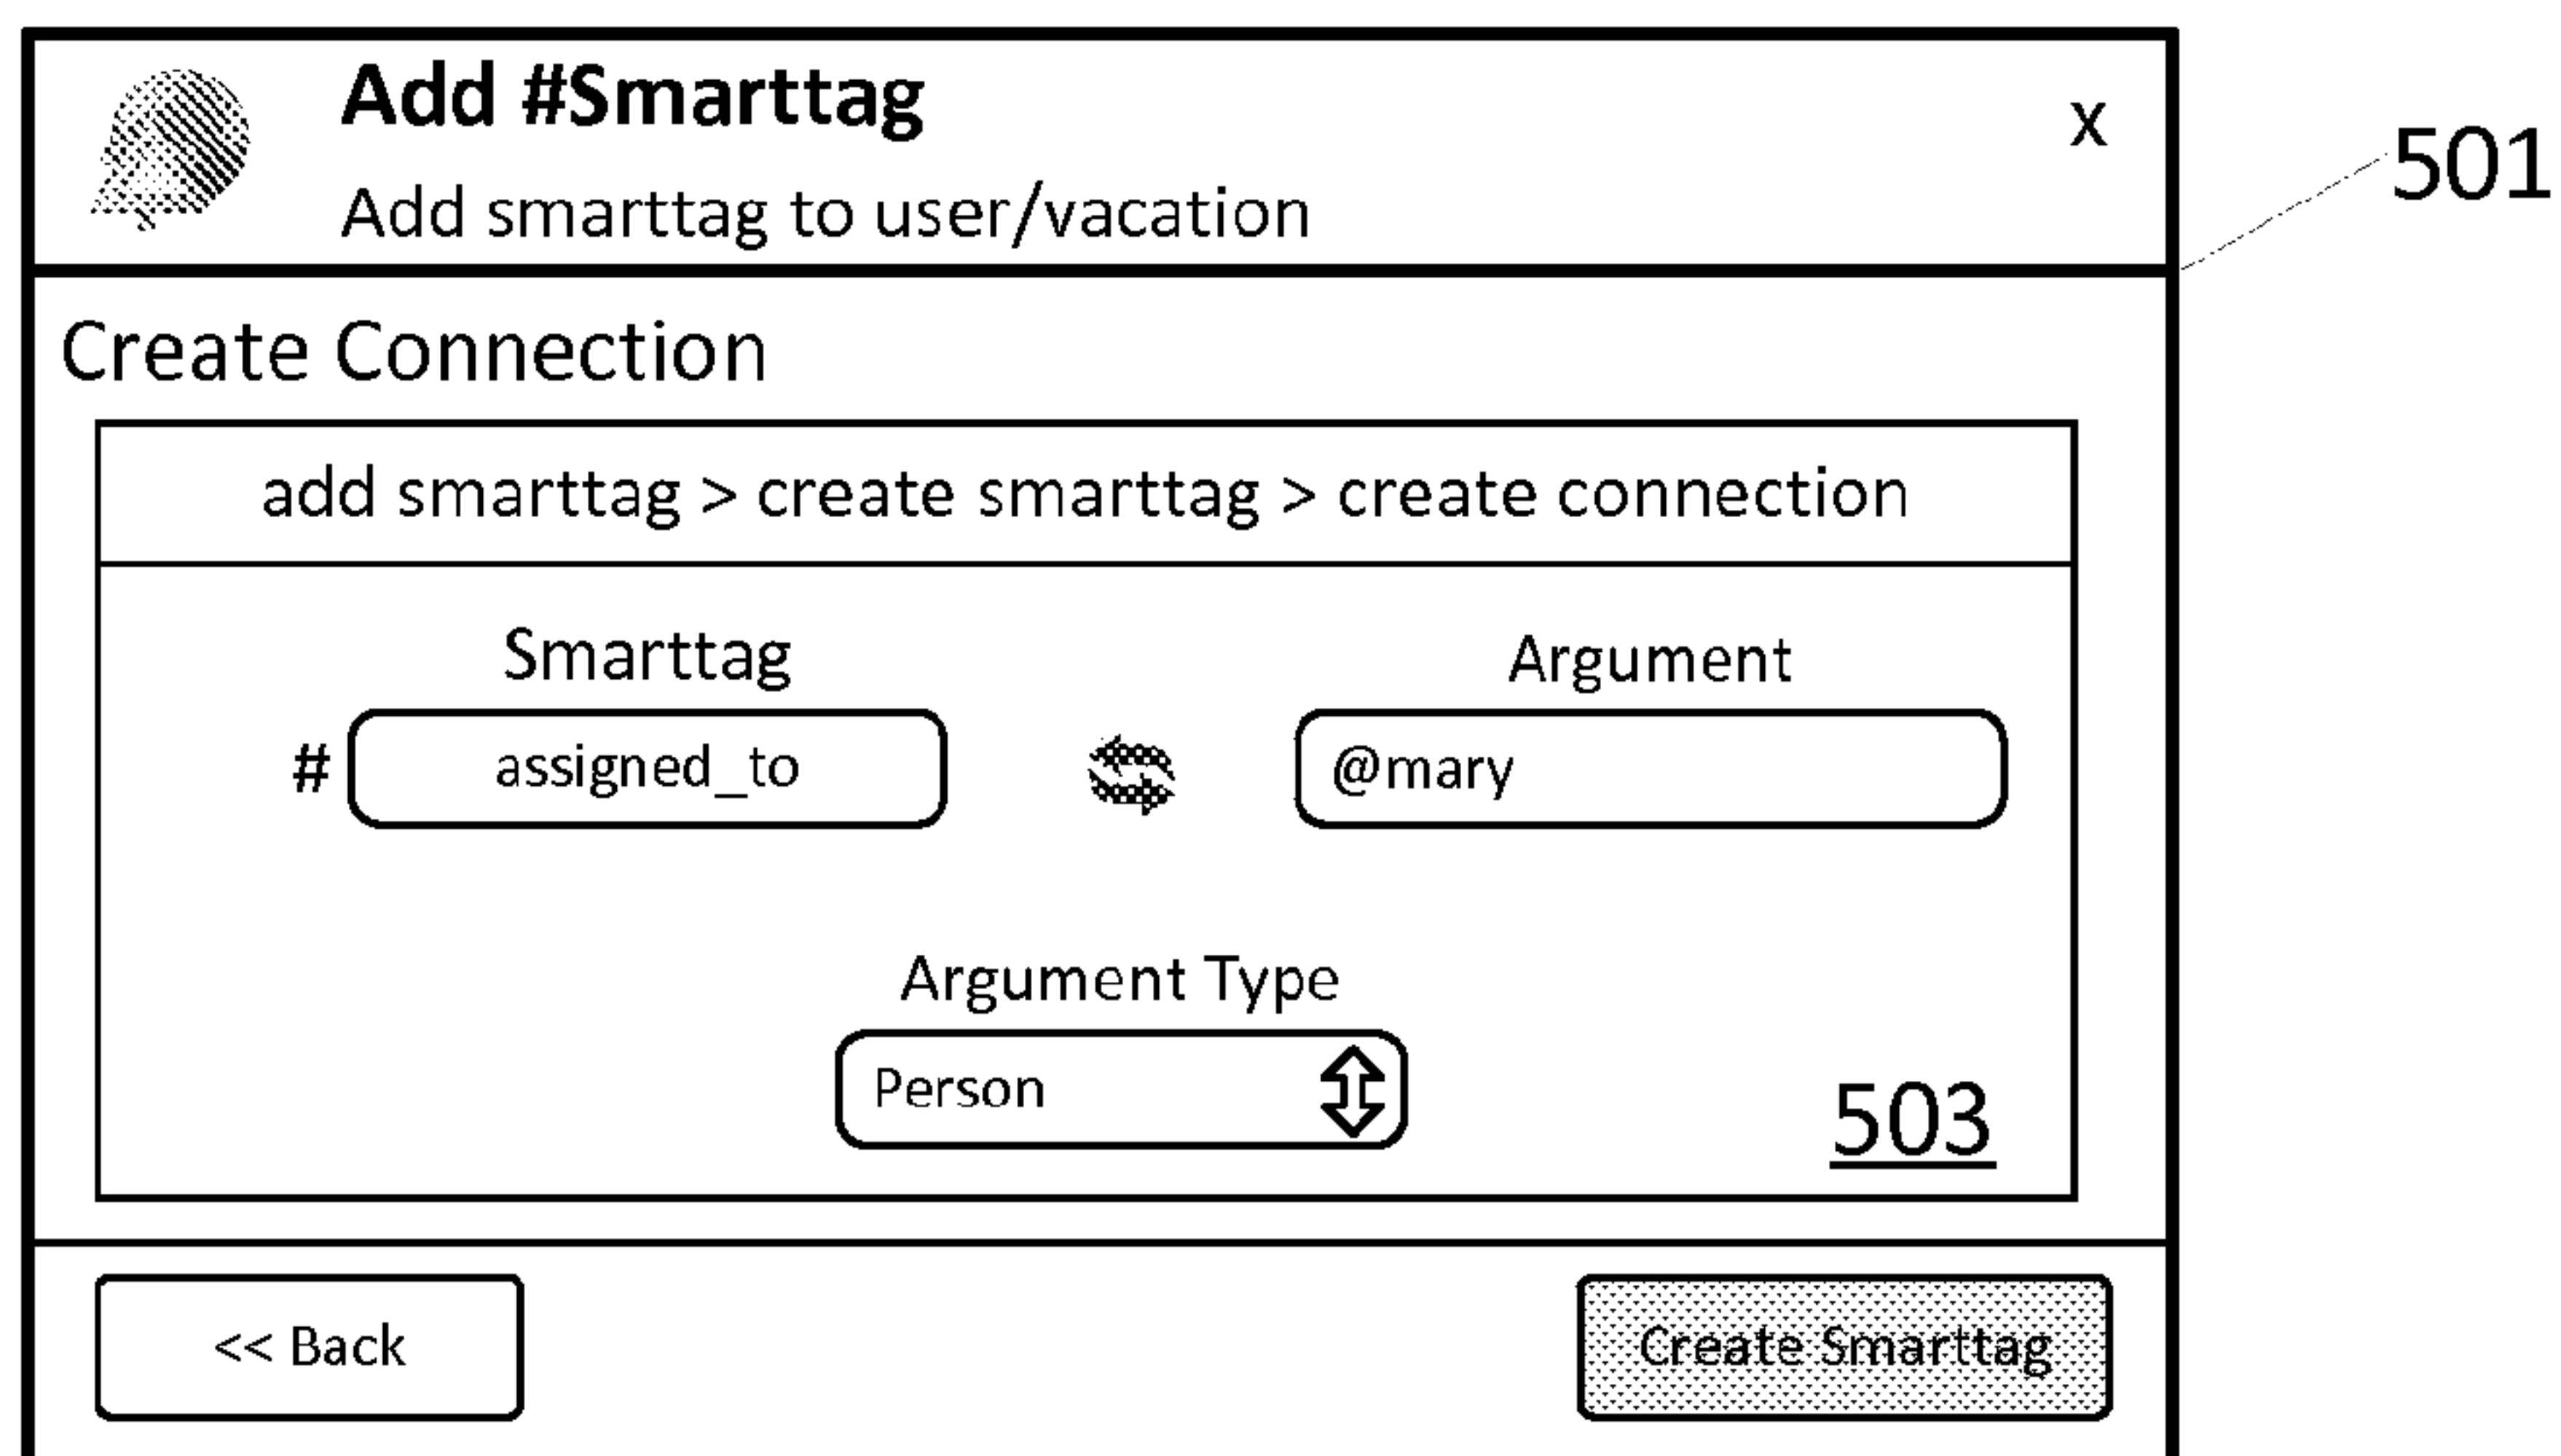 Add #Smarttag
x
501
Add smarttag to user/vacation
Create Connection
add smarttag > create smarttag > create connection
Smarttag
Argument
# assigned_to
@mary
Argument Type
Person
503
<< Back
Create Smarttag